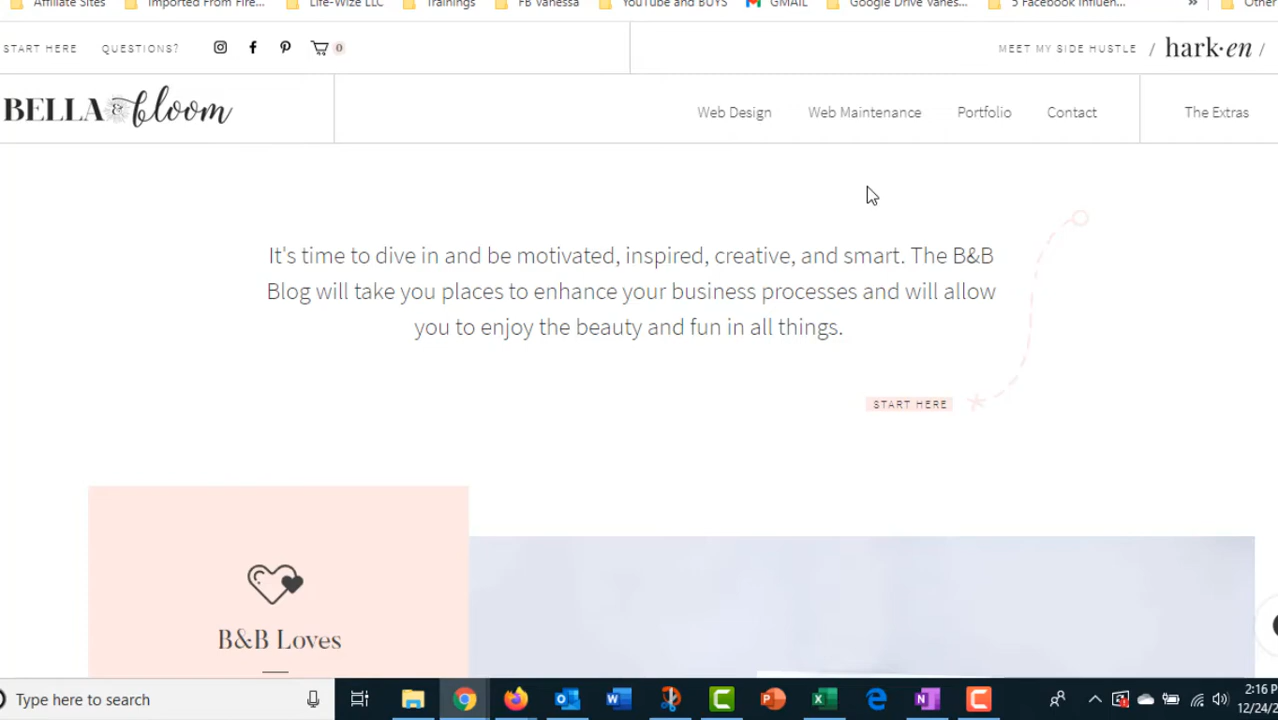 Affiliate Sites
Imported From Fire...
Life-Wize LLC
Trainings
FB Vanessa
YouTube and BUYS
GMAIL
Google Drive Vanes...
5 Facebook Influen...
»
Other
START HERE
QUESTIONS?
0
MEET MY SIDE HUSTLE / hark·en /
BELLA & bloom
Web Design
Web Maintenance
Portfolio
Contact
The Extras
It's time to dive in and be motivated, inspired, creative, and smart. The B&B
Blog will take you places to enhance your business processes and will allow
you to enjoy the beauty and fun in all things.
START HERE
B&B Loves
Type here to search
2:16 P
12/24/2